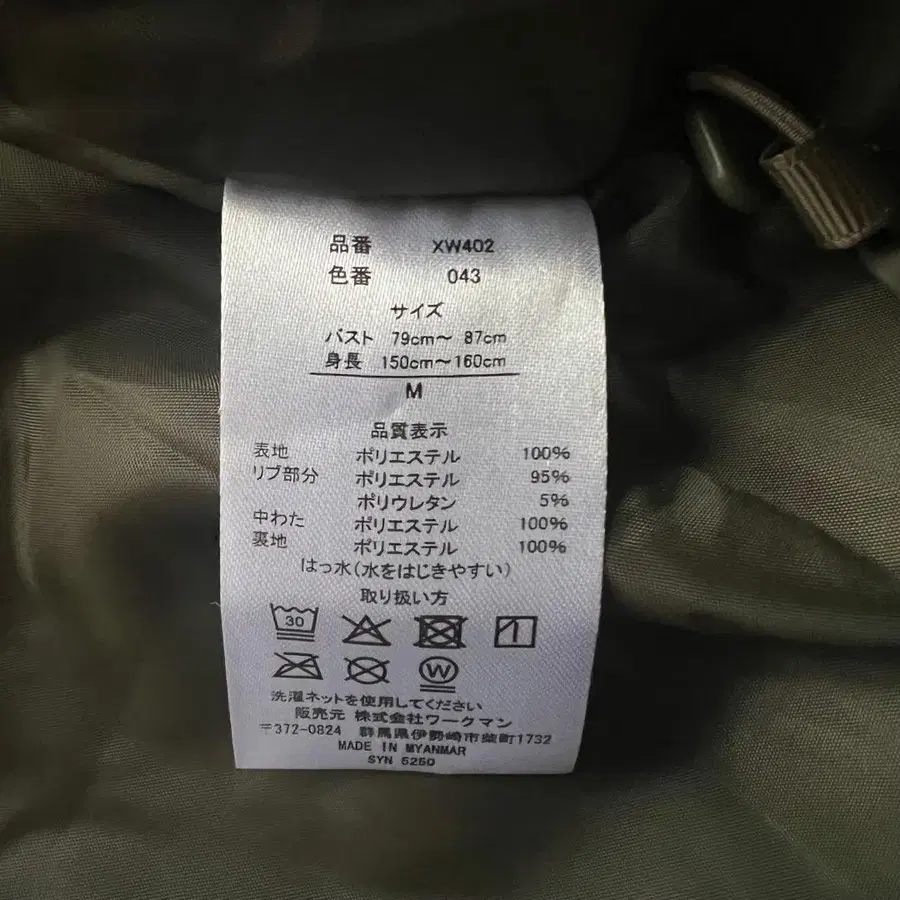 品番 XW402
色番 043
サイズ
バスト 79cm〜 87cm
身長 150cm〜160cm
M
品質表示
表地 ポリエステル 100%
リブ部分 ポリエステル 95%
ポリウレタン 5%
中わた ポリエステル 100%
裏地 ポリエステル 100%
はっ水(水をはじきやすい)
取り扱い方
30
W
洗濯ネットを使用してください
販売元 株式会社ワークマン
〒372-0824 群馬県伊勢崎市柴町1732
MADE IN MYANMAR
SYN 5250